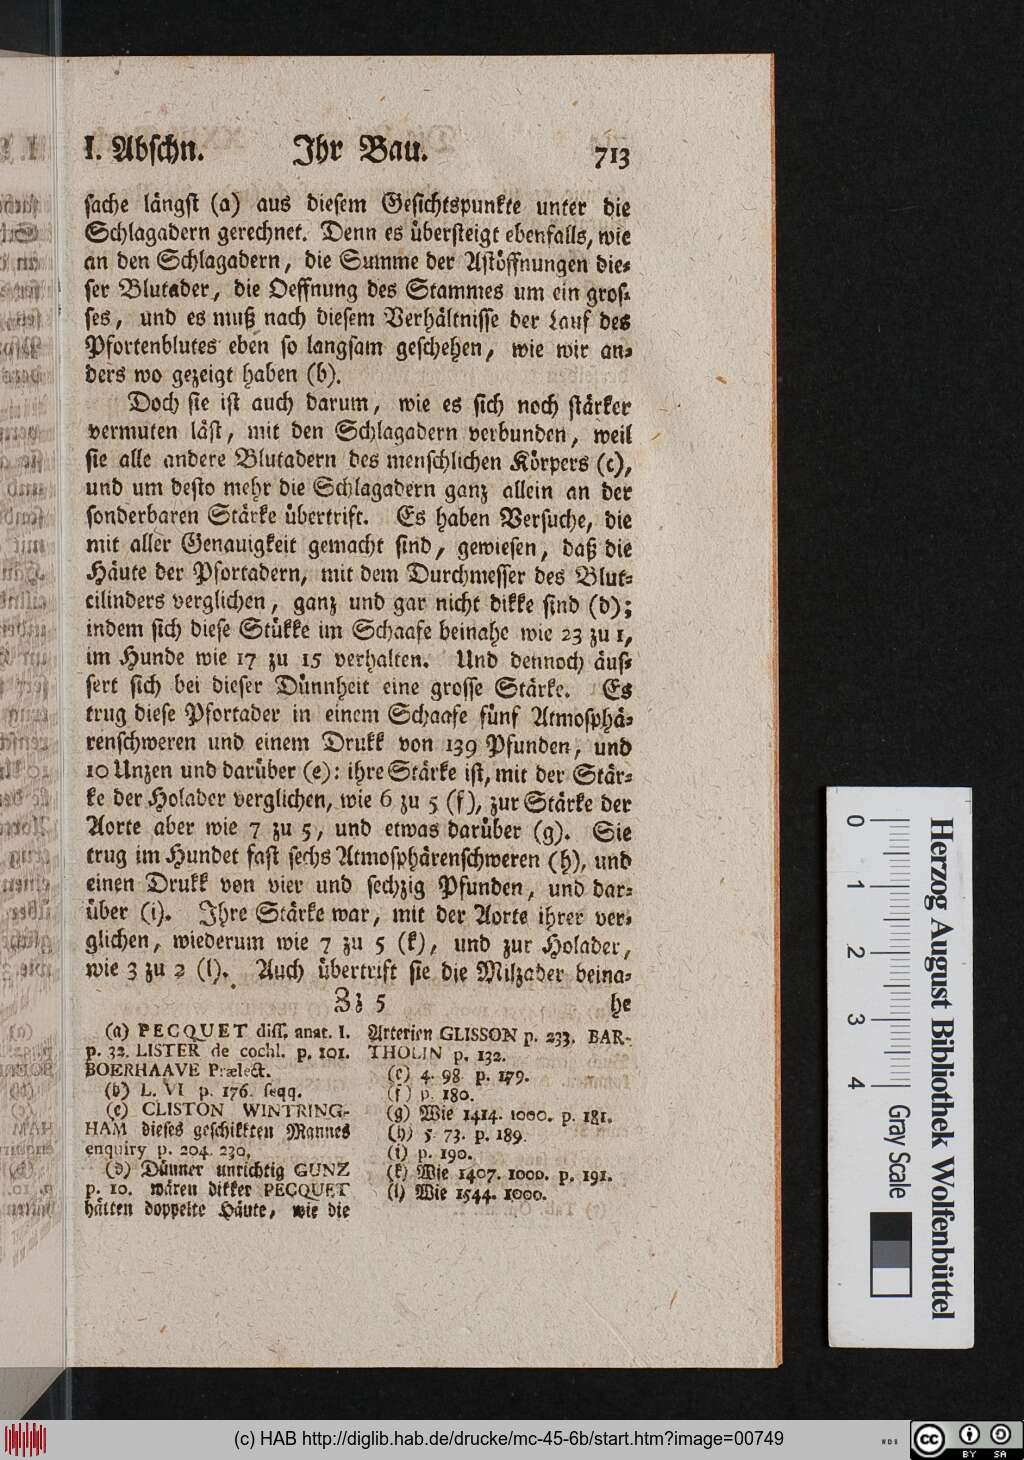 I. Abschn. Ihr Bau. 713
sache längst (a) aus diesem Gesichtspunkte unter die
Schlagadern gerechnet. Denn es übersteigt ebenfalls, wie
an den Schlagadern, die Summe der Astöffnungen die-
ser Blutader, die Oeffnung des Stammes um ein gros-
ses, und es muß nach diesem Verhältnisse der Lauf des
Pfortenblutes eben so langsam geschehen, wie wir an-
ders wo gezeigt haben (b).
Doch sie ist auch darum, wie es sich noch stärker
vermuten läst, mit den Schlagadern verbunden, weil
sie alle andere Blutadern des menschlichen Körpers (c),
und um desto mehr die Schlagadern ganz allein an der
sonderbaren Stärke übertrift. Es haben Versuche, die
mit aller Genauigkeit gemacht sind, gewiesen, daß die
Häute der Pfortadern, mit dem Durchmesser des Blut-
cilinders verglichen, ganz und gar nicht dikke sind (d);
indem sich diese Stükke im Schaafe beinahe wie 23 zu 1,
im Hunde wie 17 zu 15 verhalten. Und dennoch äus-
sert sich bei dieser Dünnheit eine grosse Stärke. Es
trug diese Pfortader in einem Schaafe fünf Atmosphä-
renschweren und einem Drukk von 139 Pfunden, und
10 Unzen und darüber (e): ihre Stärke ist, mit der Stär-
ke der Holader verglichen, wie 6 zu 5 (f), zur Stärke der
Aorte aber wie 7 zu 5, und etwas darüber (g). Sie
trug im Hundet fast sechs Atmosphärenschweren (h), und
einen Drukk von vier und sechzig Pfunden, und dar-
über (i). Ihre Stärke war, mit der Aorte ihrer ver-
glichen, wiederum wie 7 zu 5 (k), und zur Holader,
wie 3 zu 2 (l). Auch übertrift sie die Milzader beina-
Zz 5 he
(a) PECQUET diss. anat. I.
p. 32. LISTER de cochl. p. 101.
BOERHAAVE Prælect.
(b) L. VI p. 176. seqq.
(c) CLISTON WINTRING-
HAM dieses geschikkten Mannes
enquiry p. 204. 230,
(d) Dünner unrichtig GUNZ
p. 10. wären dikker PECQUET
hätten doppelte Häute, wie die
Arterien GLISSON p. 233. BAR-
THOLIN p. 132.
(e) 4. 98. p. 179.
(f) p. 180.
(g) Wie 1414. 1000. p. 181.
(h) 5. 73. p. 189.
(i) p. 190.
(k) Wie 1407. 1000. p. 191.
(l) Wie 1544. 1000.
Herzog August Bibliothek Wolfenbüttel
0 1 2 3 4 Gray Scale
(c) HAB http://diglib.hab.de/drucke/mc-45-6b/start.htm?image=00749
cc BY SA